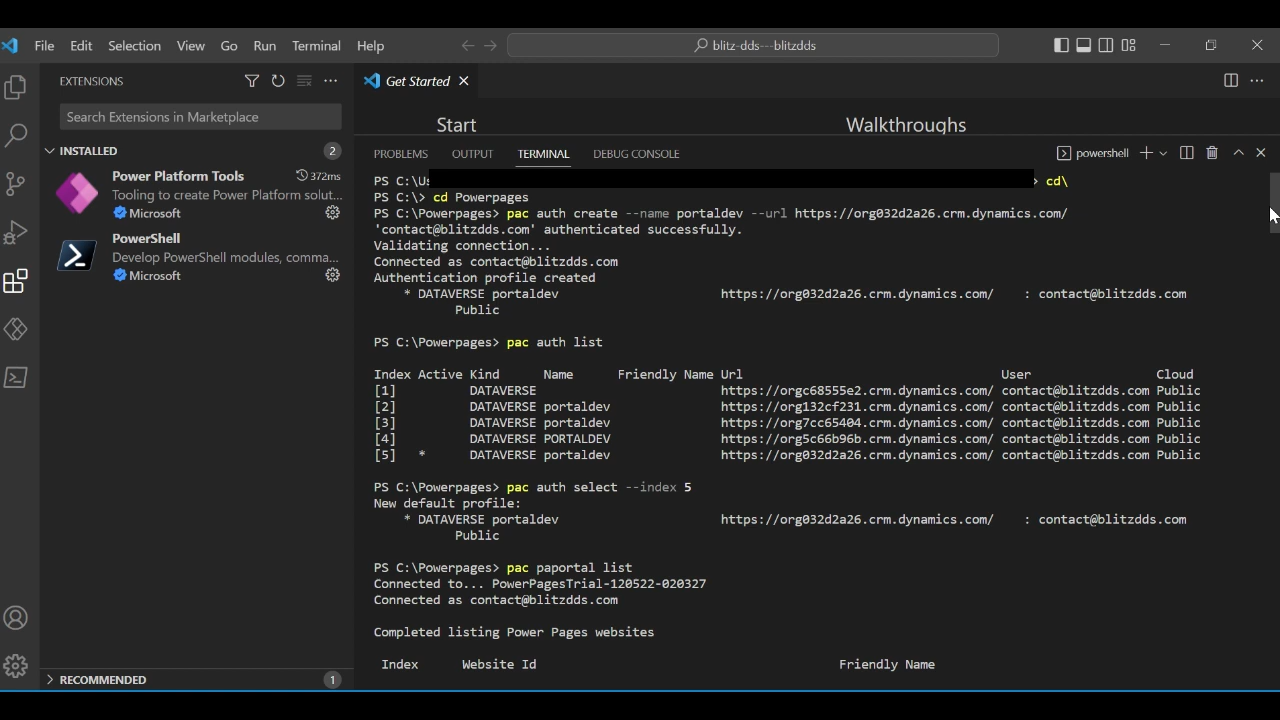 File Edit Selection View Go Run Terminal Help
blitz-dds---blitzdds
EXTENSIONS
Search Extensions in Marketplace
INSTALLED 2
Power Platform Tools 372ms
Tooling to create Power Platform solut...
Microsoft
PowerShell
Develop PowerShell modules, comma...
Microsoft
RECOMMENDED 1
Get Started
Start Walkthroughs
PROBLEMS OUTPUT TERMINAL DEBUG CONSOLE powershell
PS C:\Us > cd\
PS C:\> cd Powerpages
PS C:\Powerpages> pac auth create --name portaldev --url https://org032d2a26.crm.dynamics.com/
'contact@blitzdds.com' authenticated successfully.
Validating connection...
Connected as contact@blitzdds.com
Authentication profile created
* DATAVERSE portaldev https://org032d2a26.crm.dynamics.com/ : contact@blitzdds.com
Public
PS C:\Powerpages> pac auth list
Index Active Kind Name Friendly Name Url User Cloud
[1] DATAVERSE https://orgc68555e2.crm.dynamics.com/ contact@blitzdds.com Public
[2] DATAVERSE portaldev https://org132cf231.crm.dynamics.com/ contact@blitzdds.com Public
[3] DATAVERSE portaldev https://org7cc65404.crm.dynamics.com/ contact@blitzdds.com Public
[4] DATAVERSE PORTALDEV https://org5c66b96b.crm.dynamics.com/ contact@blitzdds.com Public
[5] * DATAVERSE portaldev https://org032d2a26.crm.dynamics.com/ contact@blitzdds.com Public
PS C:\Powerpages> pac auth select --index 5
New default profile:
* DATAVERSE portaldev https://org032d2a26.crm.dynamics.com/ : contact@blitzdds.com
Public
PS C:\Powerpages> pac paportal list
Connected to... PowerPagesTrial-120522-020327
Connected as contact@blitzdds.com
Completed listing Power Pages websites
Index Website Id Friendly Name